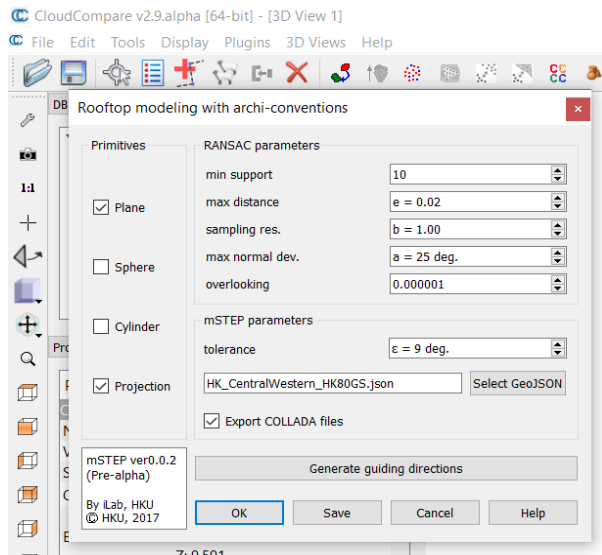 CloudCompare v2.9.alpha [64-bit] - [3D View 1]
File Edit Tools Display Plugins 3D Views Help
CC
CC
DB
1:1
Rooftop modeling with archi-conventions
Primitives
Plane
Sphere
Cylinder
Projection
RANSAC parameters
min support 10
max distance e = 0.02
sampling res. b = 1.00
max normal dev. a = 25 deg.
overlooking 0.000001
mSTEP parameters
tolerance ε = 9 deg.
HK_CentralWestern_HK80GS.json Select GeoJSON
Export COLLADA files
mSTEP ver0.0.2
(Pre-alpha)
By iLab, HKU
© HKU, 2017
Generate guiding directions
OK Save Cancel Help
Pro